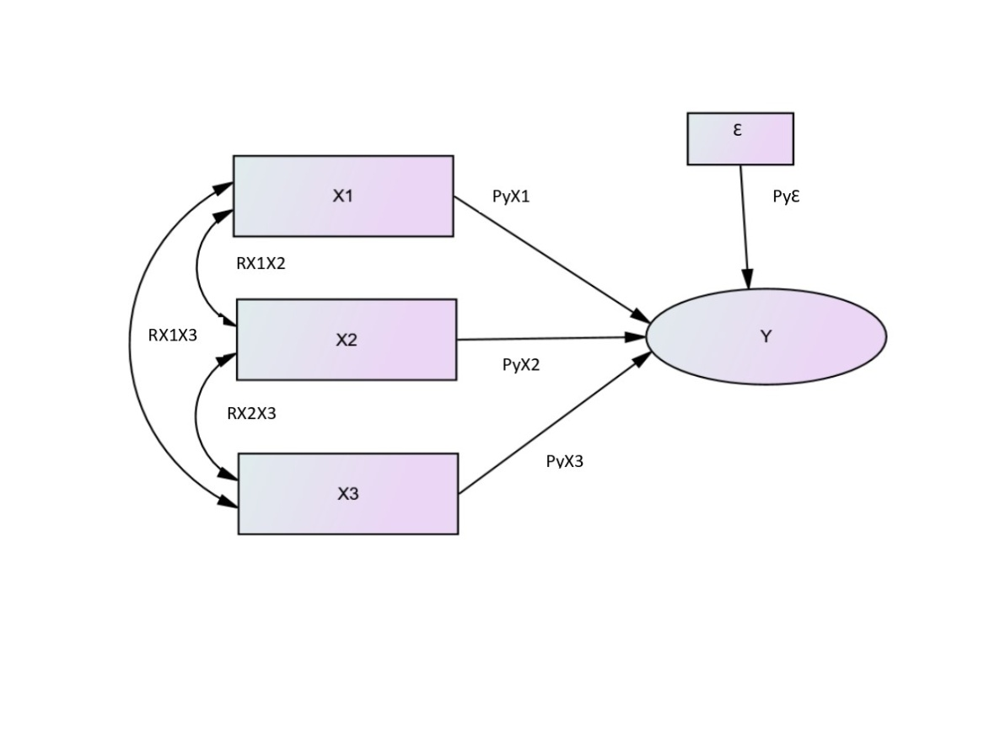 ε
X1
PyX1
Pyε
RX1X2
RX1X3
X2
Y
PyX2
RX2X3
PyX3
X3